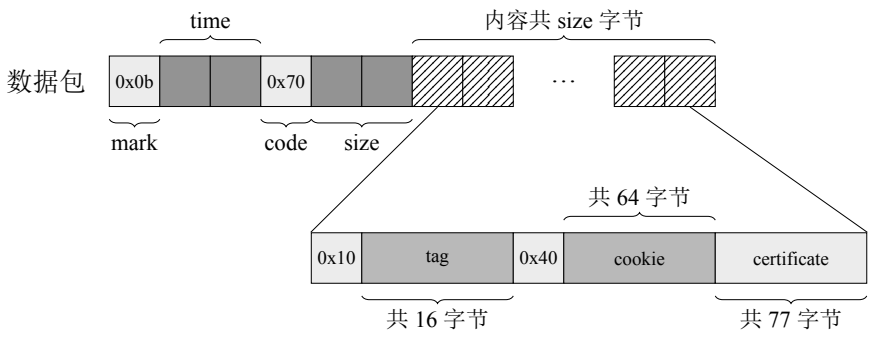 time
内容共 size 字节
数据包
0x0b
0x70
...
mark
code
size
共 64 字节
0x10
tag
0x40
cookie
certificate
共 16 字节
共 77 字节